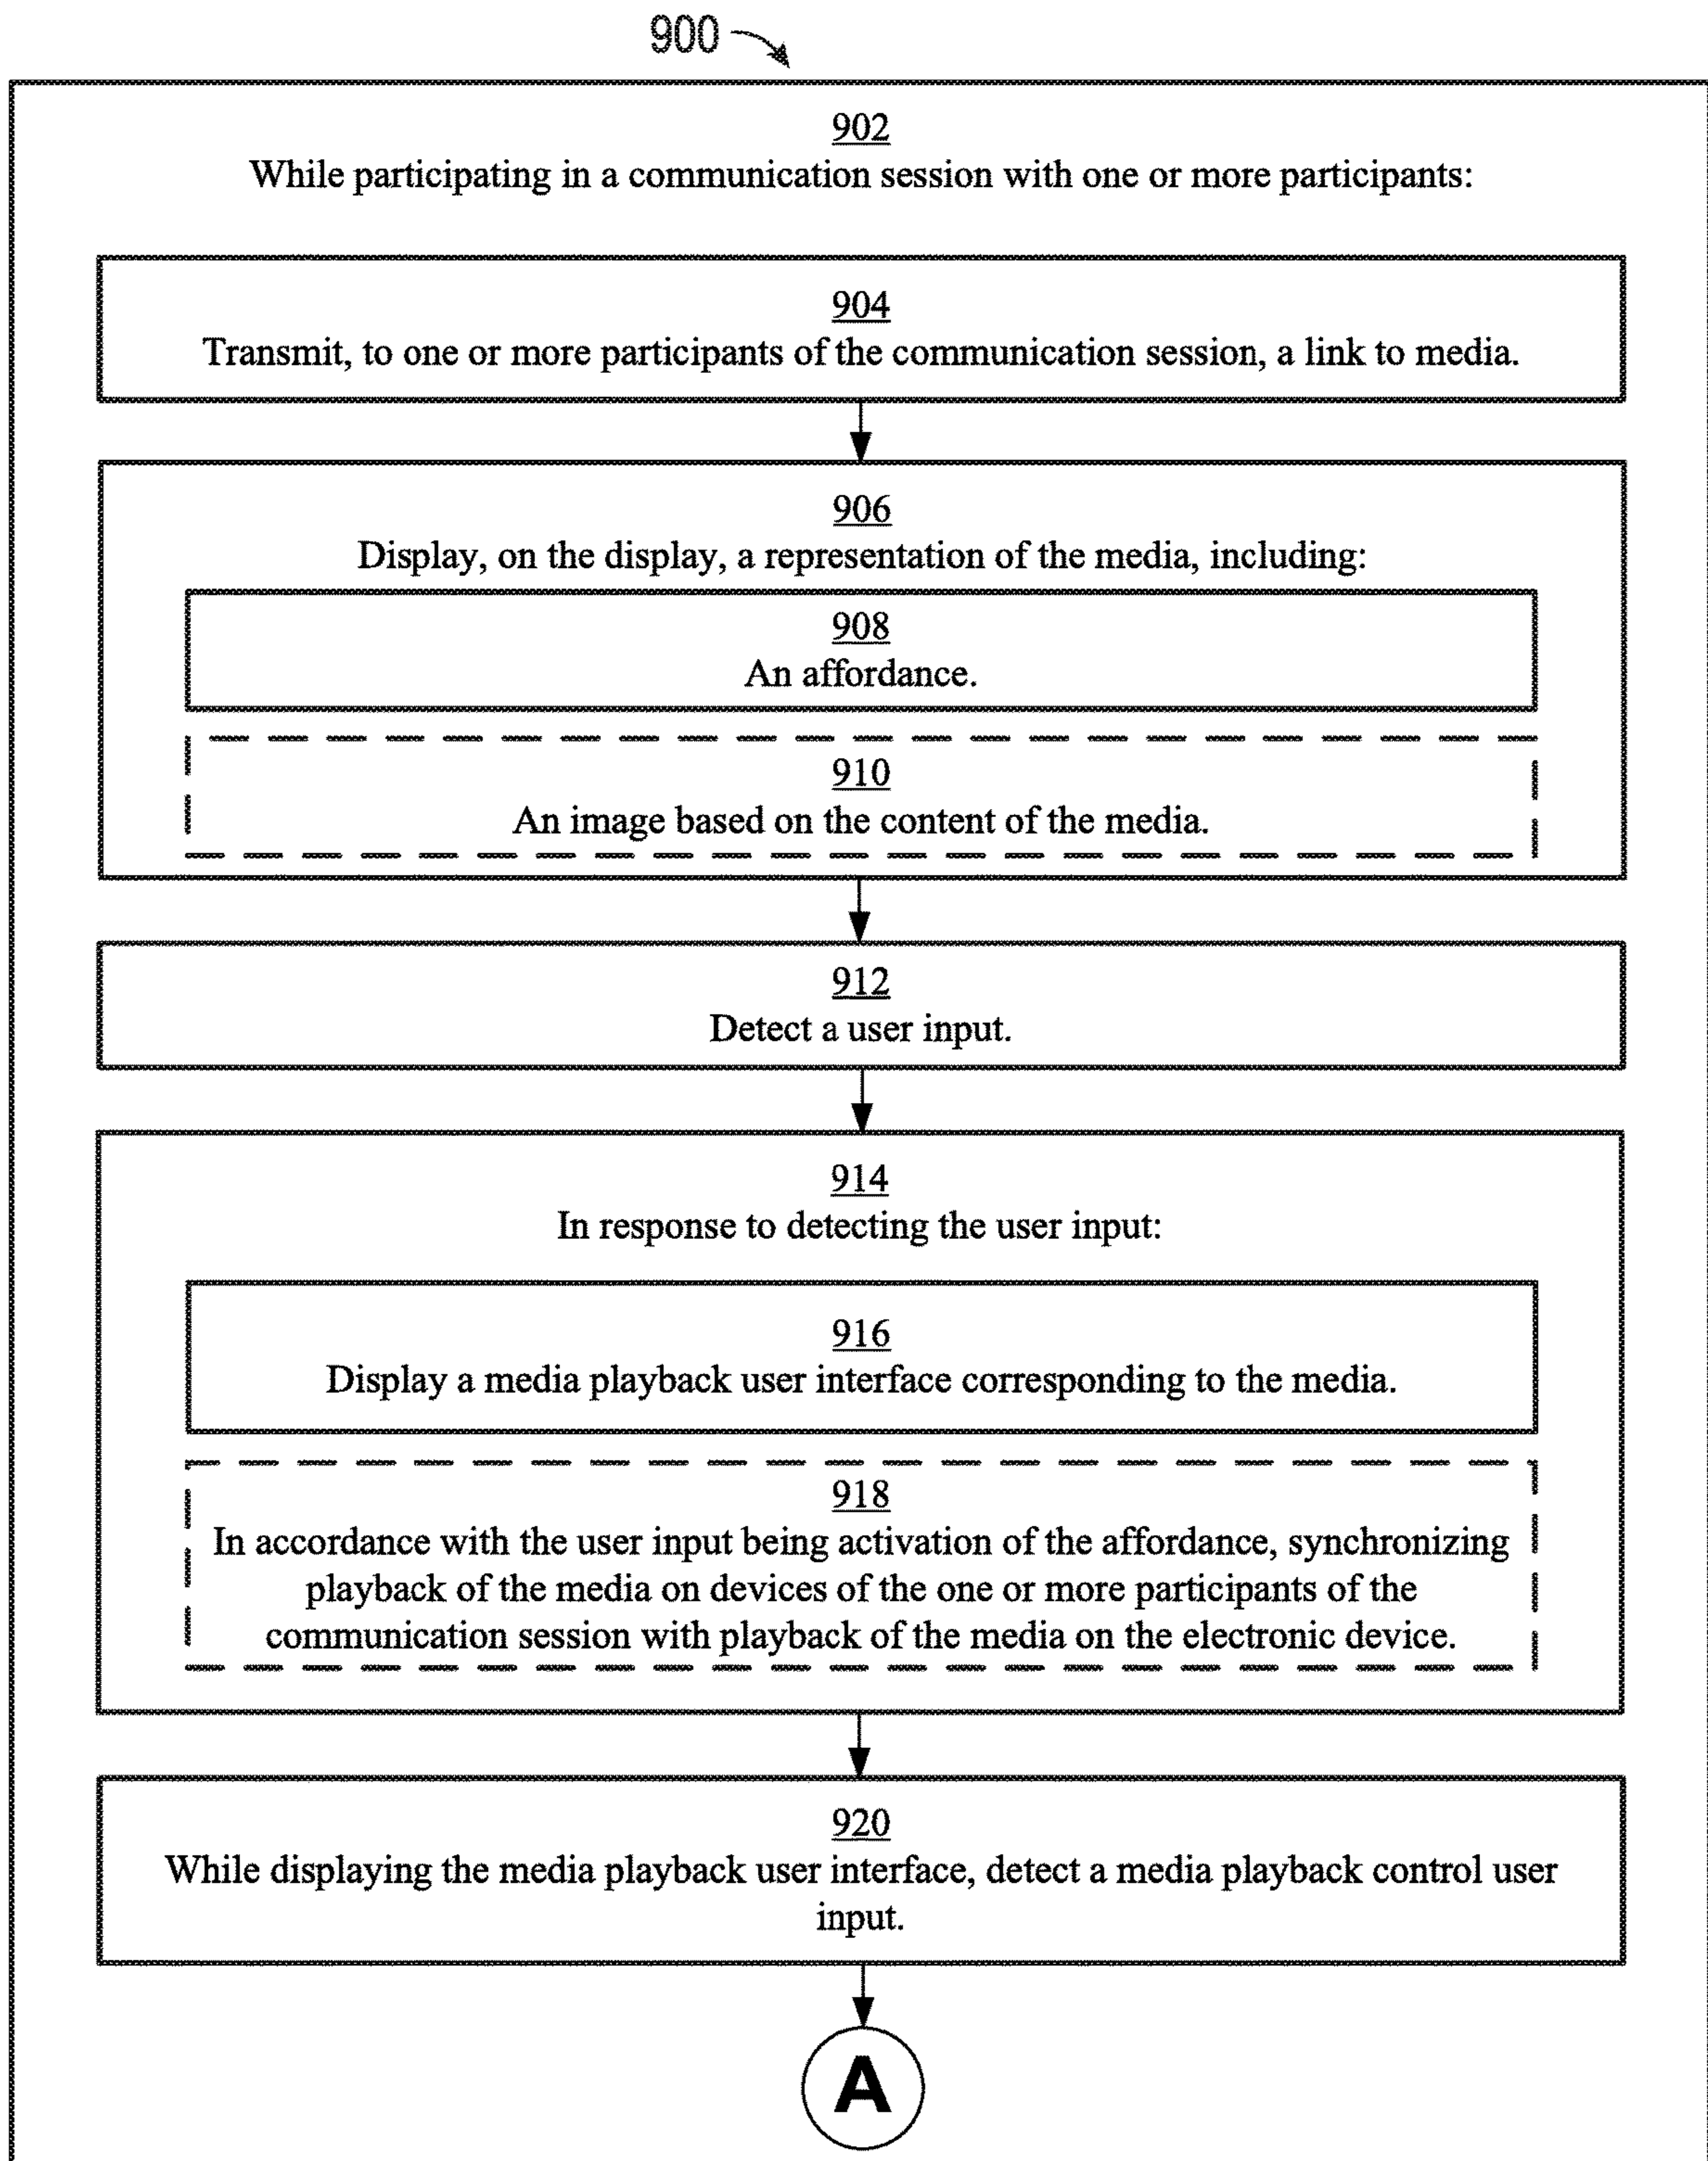 900
902
While participating in a communication session with one or more participants:
904
Transmit, to one or more participants of the communication session, a link to media.
906
Display, on the display, a representation of the media, including:
908
An affordance.
910
An image based on the content of the media.
912
Detect a user input.
914
In response to detecting the user input:
916
Display a media playback user interface corresponding to the media.
918
In accordance with the user input being activation of the affordance, synchronizing
playback of the media on devices of the one or more participants of the
communication session with playback of the media on the electronic device.
920
While displaying the media playback user interface, detect a media playback control user
input.
A